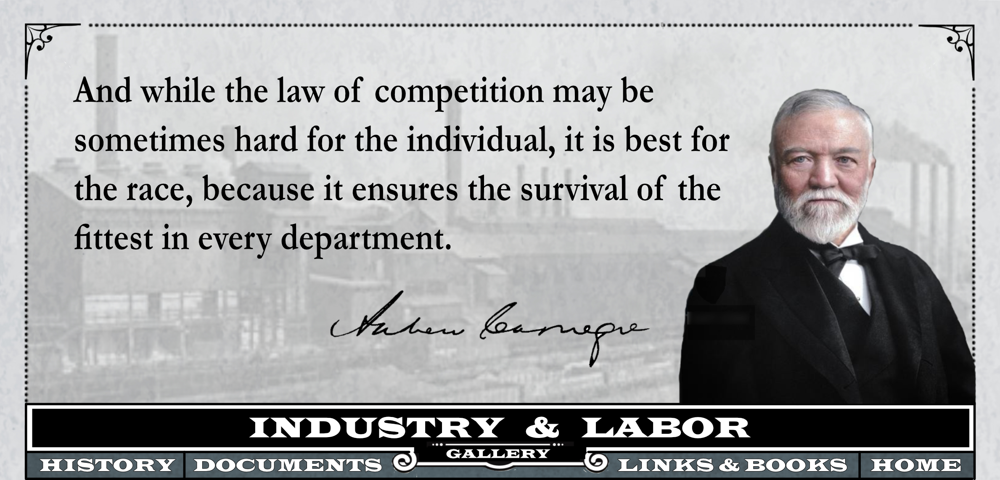 And while the law of competition may be
sometimes hard for the individual, it is best for
the race, because it ensures the survival of the
fittest in every department.
Andrew Carnegie
INDUSTRY & LABOR
GALLERY
HISTORY DOCUMENTS LINKS & BOOKS HOME